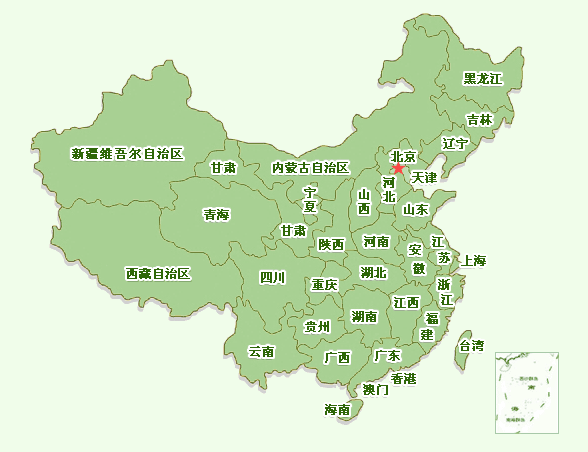 黑龙江
吉林
辽宁
北京
新疆维吾尔自治区
甘肃
内蒙古自治区
天津
河北
宁夏
山西
山东
青海
甘肃
陕西
河南
江苏
安徽
上海
西藏自治区
四川
湖北
重庆
浙江
江西
湖南
贵州
福建
台湾
云南
广西
广东
香港
澳门
海南